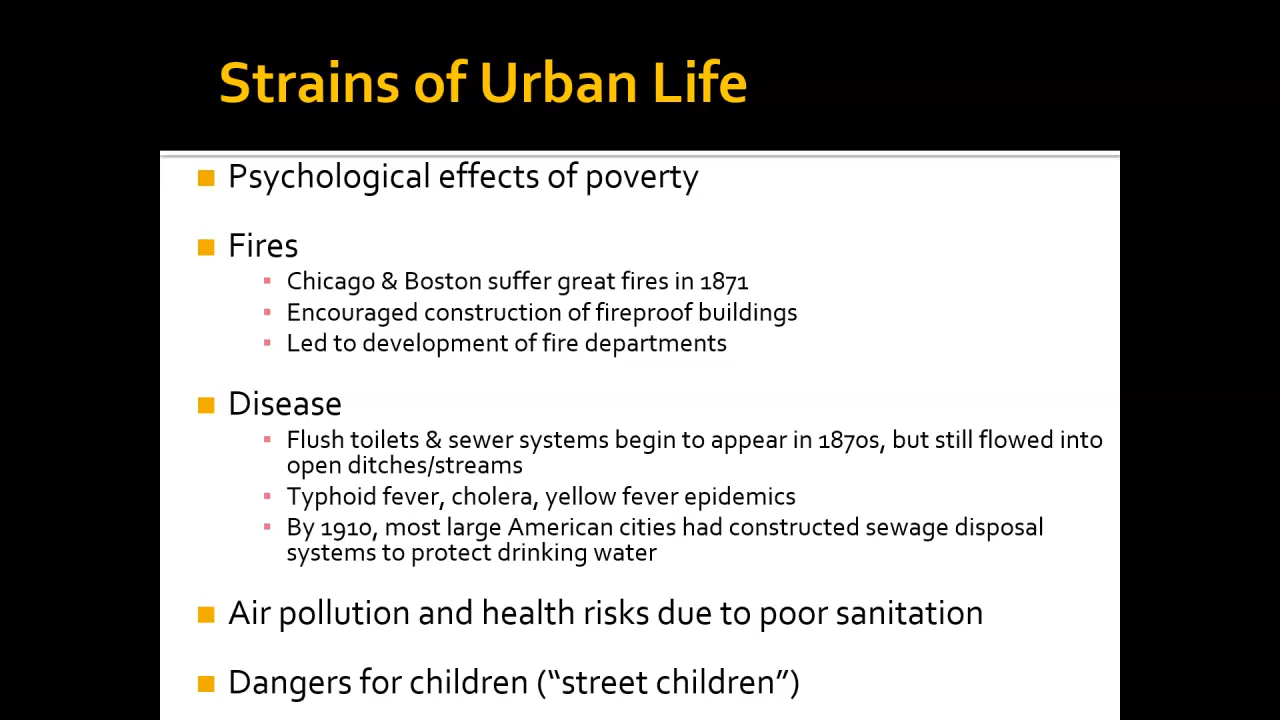 Strains of Urban Life
Psychological effects of poverty
Fires
Chicago & Boston suffer great fires in 1871
Encouraged construction of fireproof buildings
Led to development of fire departments
Disease
Flush toilets & sewer systems begin to appear in 1870s, but still flowed into
open ditches/streams
Typhoid fever, cholera, yellow fever epidemics
By 1910, most large American cities had constructed sewage disposal
systems to protect drinking water
Air pollution and health risks due to poor sanitation
Dangers for children (“street children”)